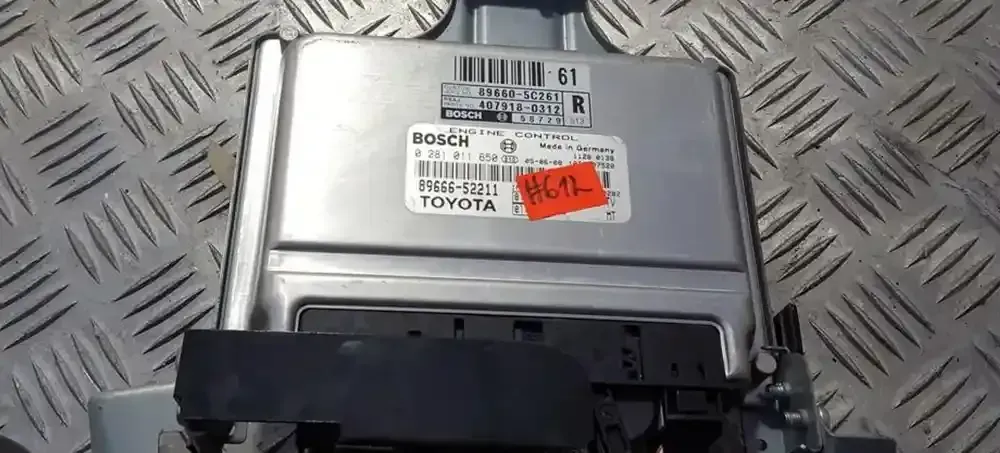 61
89660-5C261
407918-0312 R
BOSCH 58729
ENGINE CONTROL
BOSCH Made in Germany
0 281 011 650 05-06-08
89666-52211
#612
TOYOTA
MT